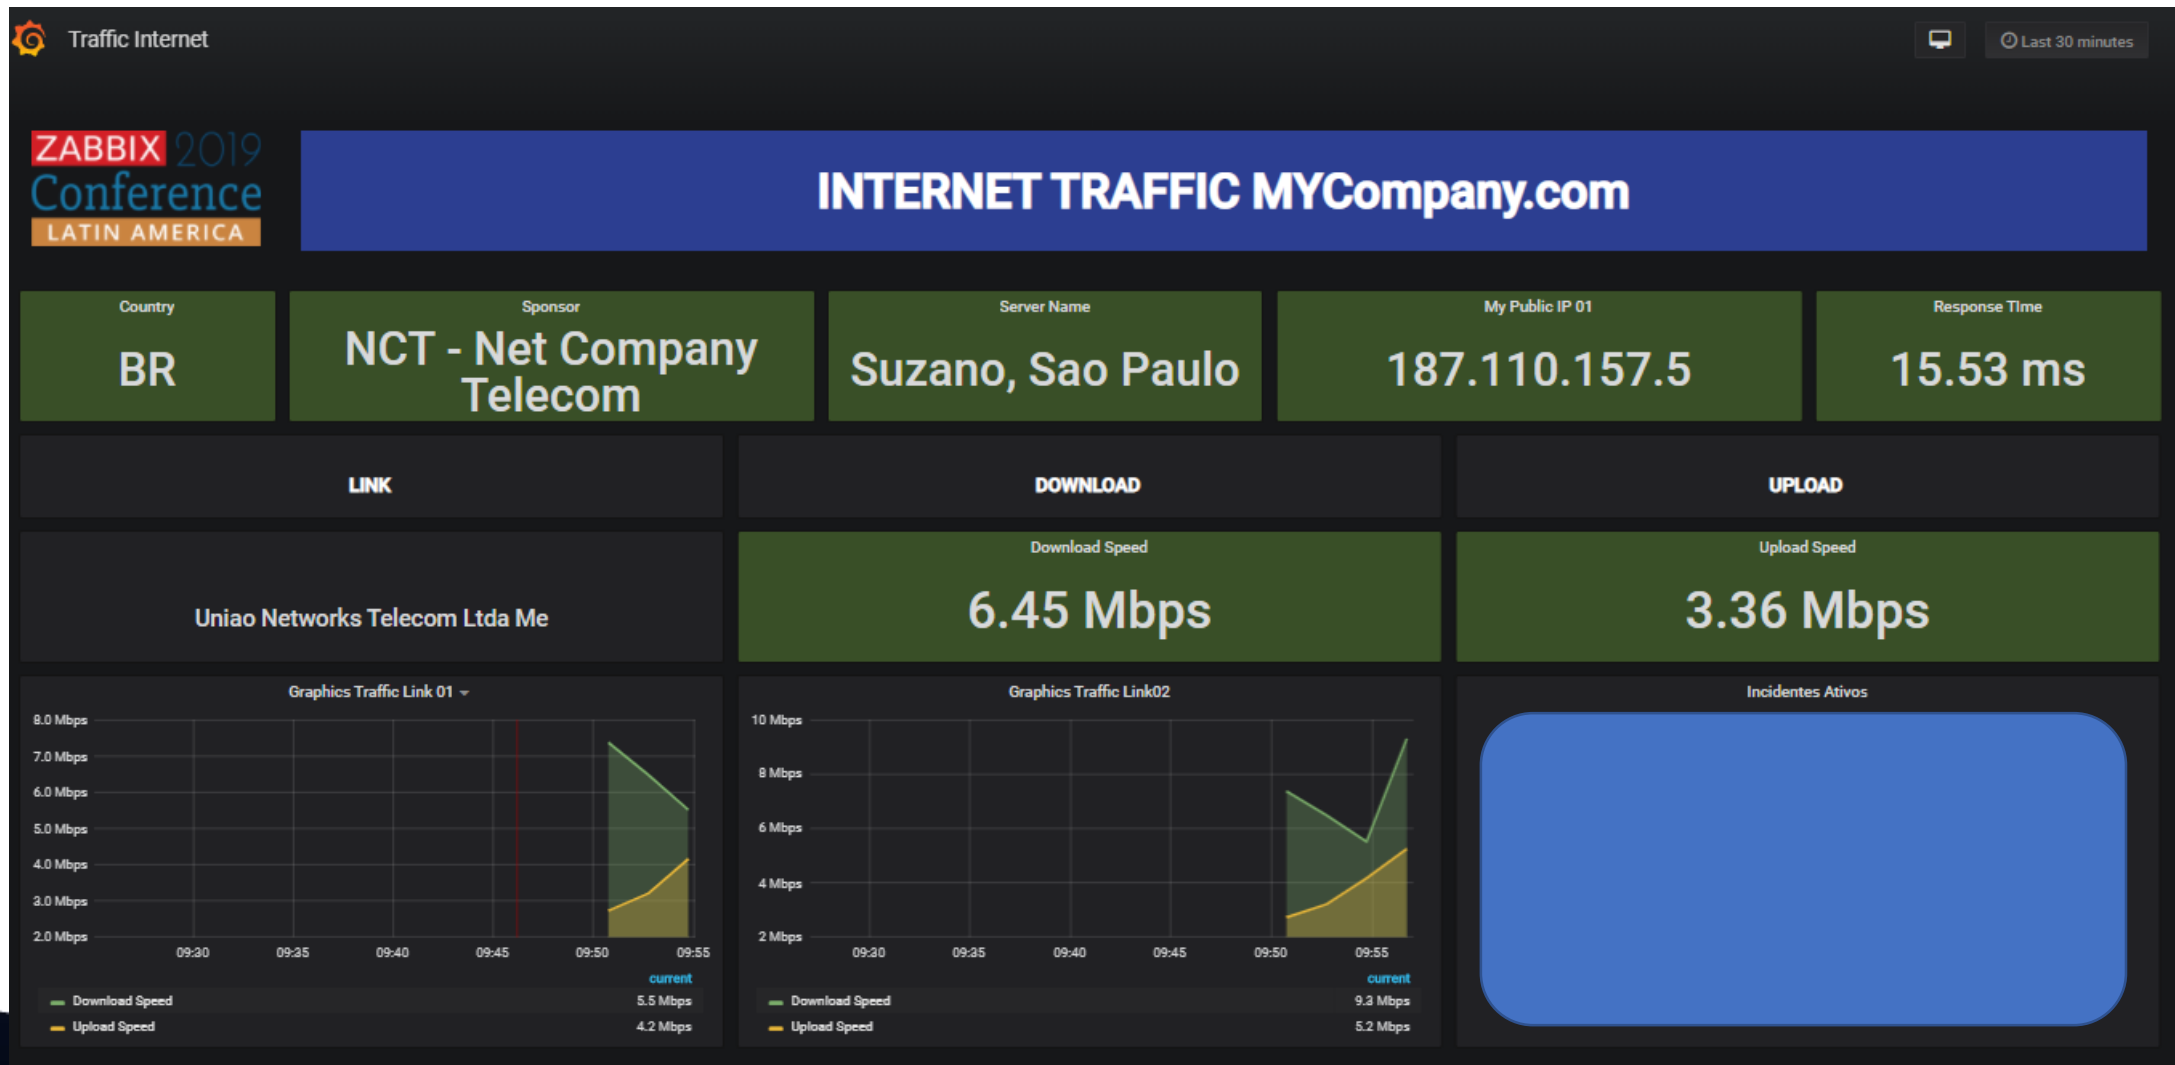 Traffic Internet
Last 30 minutes
ZABBIX 2019
Conference
LATIN AMERICA
INTERNET TRAFFIC MYCompany.com
Country
BR
Sponsor
NCT - Net Company
Telecom
Server Name
Suzano, Sao Paulo
My Public IP 01
187.110.157.5
Response TIme
15.53 ms
LINK
DOWNLOAD
UPLOAD
Uniao Networks Telecom Ltda Me
Download Speed
6.45 Mbps
Upload Speed
3.36 Mbps
Graphics Traffic Link 01
8.0 Mbps
7.0 Mbps
6.0 Mbps
5.0 Mbps
4.0 Mbps
3.0 Mbps
2.0 Mbps
09:30 09:35 09:40 09:45 09:50 09:55
current
Download Speed 5.5 Mbps
Upload Speed 4.2 Mbps
Graphics Traffic Link02
10 Mbps
8 Mbps
6 Mbps
4 Mbps
2 Mbps
09:30 09:35 09:40 09:45 09:50 09:55
current
Download Speed 9.3 Mbps
Upload Speed 5.2 Mbps
Incidentes Ativos